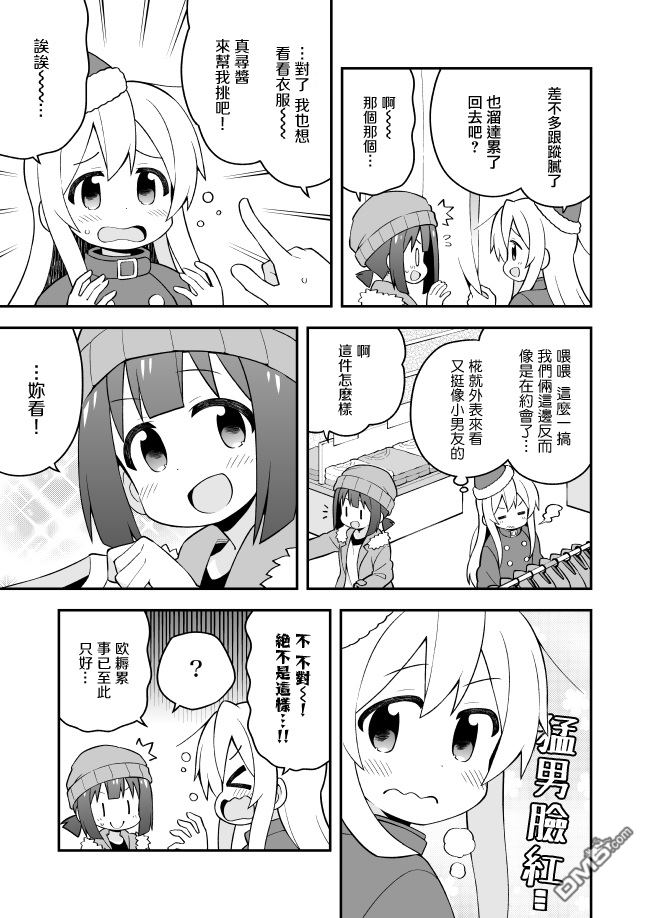 差不多跟蹤膩了
也溜達累了
回去吧？
啊～～
那個那個…
…對了 我也想
看看衣服～～
真尋醬
來幫我挑吧！
誒誒
～～～…
喂喂 這麼一搞
我們倆這邊反而
像是在約會了…
椛就外表來看
又挺像小男友的
啊
這件怎麼樣
…妳看！
猛男臉紅
不 不對～！
絕不是這樣…!!
？
欧耨累
事已至此
只好…
DM5.com